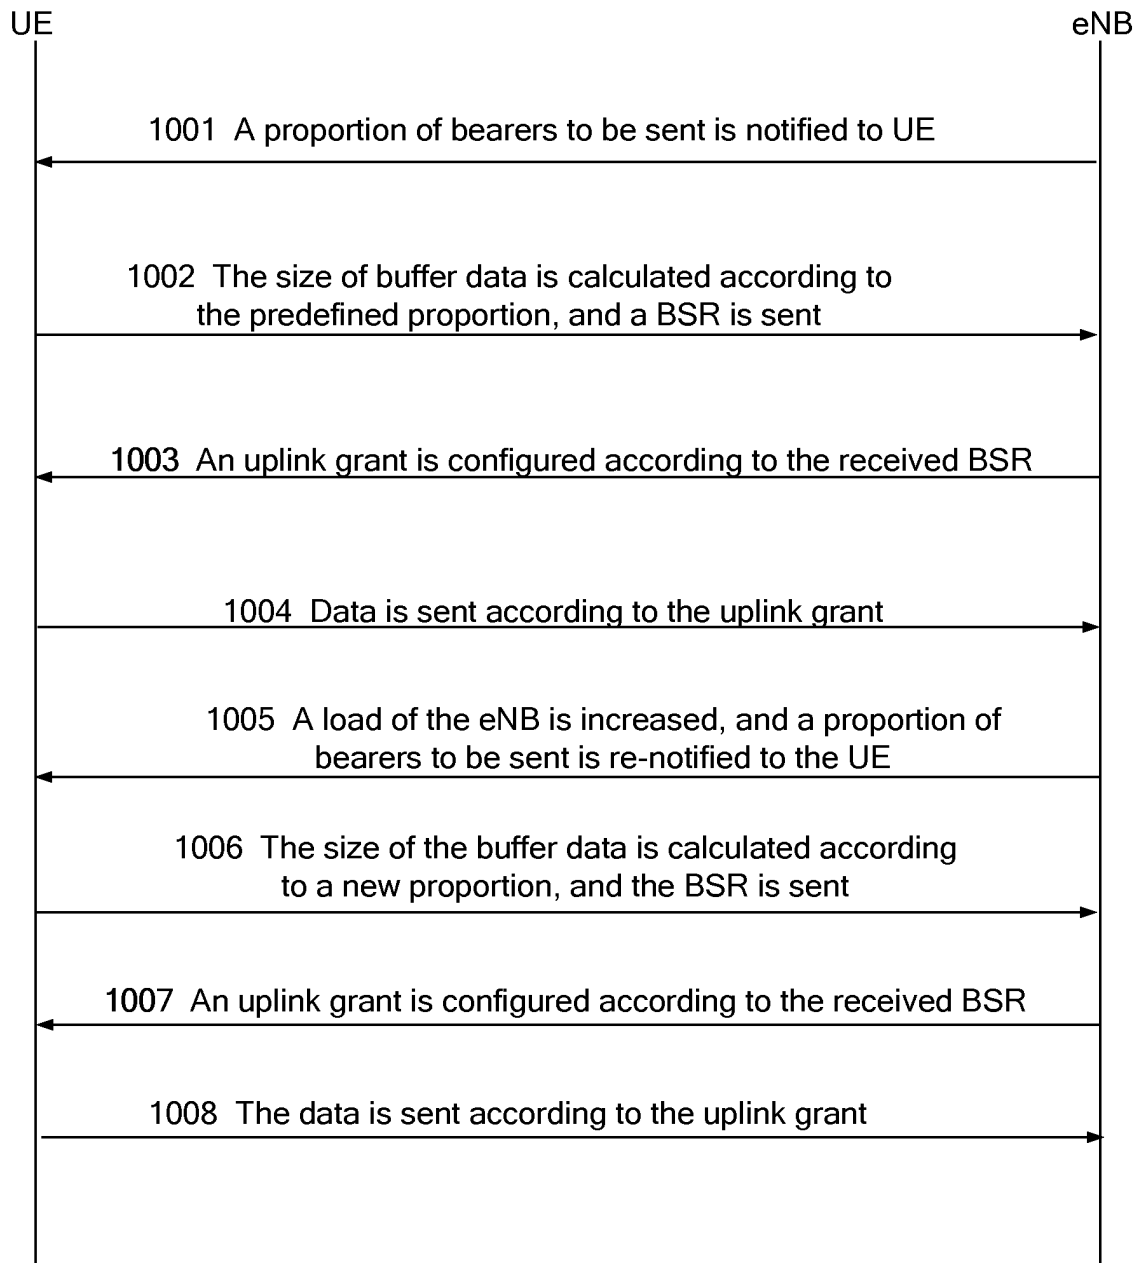 UE
eNB
1001 A proportion of bearers to be sent is notified to UE
1002 The size of buffer data is calculated according to
the predefined proportion, and a BSR is sent
1003 An uplink grant is configured according to the received BSR
1004 Data is sent according to the uplink grant
1005 A load of the eNB is increased, and a proportion of
bearers to be sent is re-notified to the UE
1006 The size of the buffer data is calculated according
to a new proportion, and the BSR is sent
1007 An uplink grant is configured according to the received BSR
1008 The data is sent according to the uplink grant